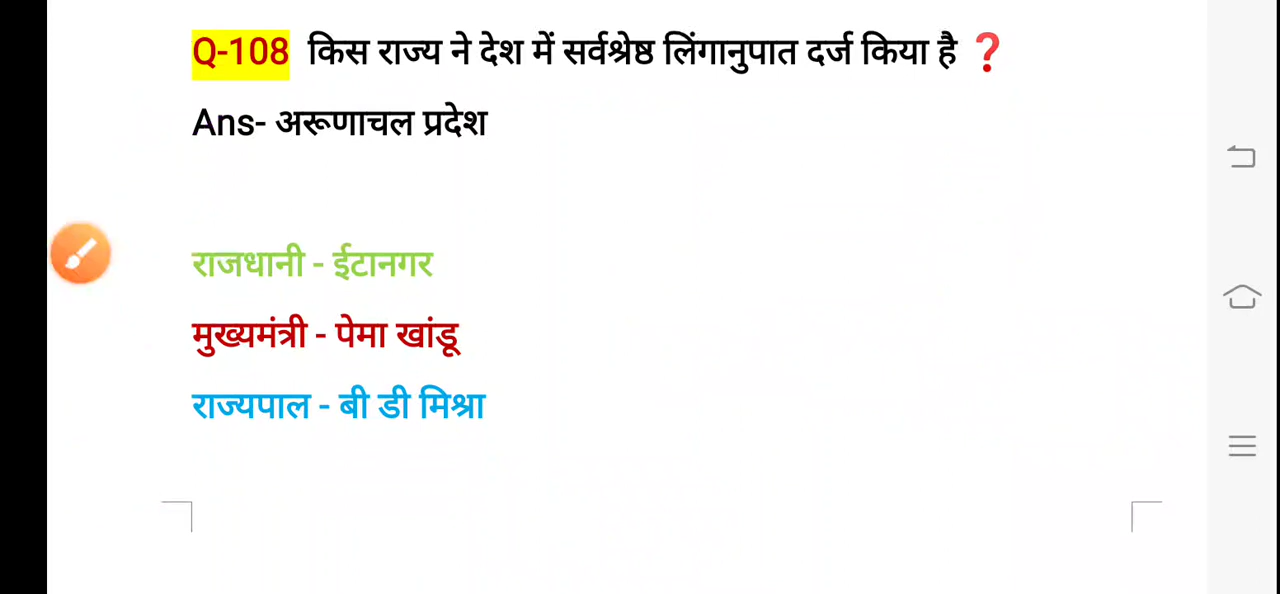 Q-108 किस राज्य ने देश में सर्वश्रेष्ठ लिंगानुपात दर्ज किया है ❓
Ans- अरूणाचल प्रदेश
राजधानी - ईटानगर
मुख्यमंत्री - पेमा खांडू
राज्यपाल - बी डी मिश्रा